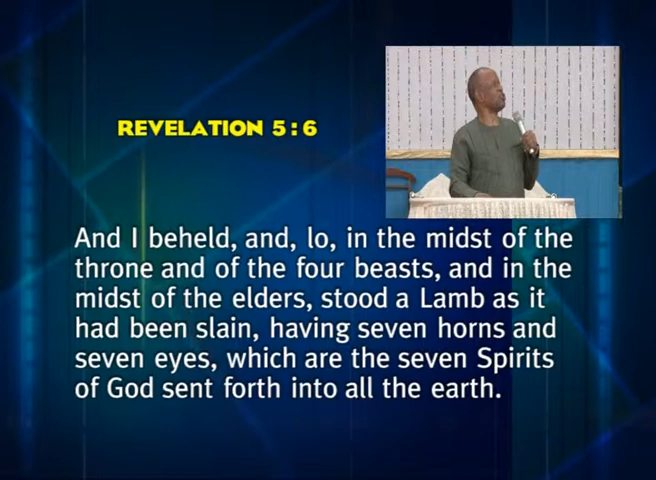 REVELATION 5:6
And I beheld, and, lo, in the midst of the
throne and of the four beasts, and in the
midst of the elders, stood a Lamb as it
had been slain, having seven horns and
seven eyes, which are the seven Spirits
of God sent forth into all the earth.